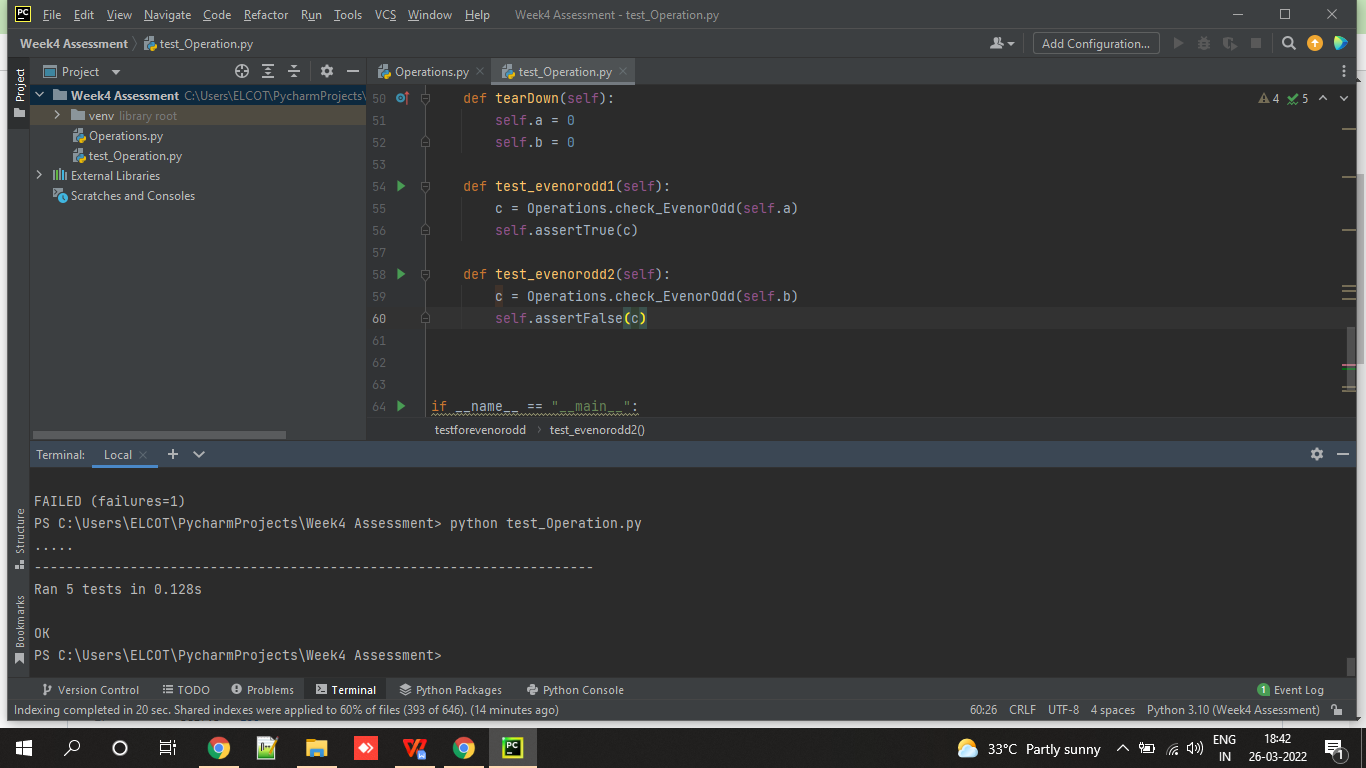 PC File Edit View Navigate Code Refactor Run Tools VCS Window Help Week4 Assessment - test_Operation.py
Week4 Assessment test_Operation.py Add Configuration...
Project Project Operations.py test_Operation.py
Week4 Assessment C:\Users\ELCOT\PycharmProjects\
venv library root
Operations.py
test_Operation.py
External Libraries
Scratches and Consoles
4 5
50 def tearDown(self):
51 self.a = 0
52 self.b = 0
53
54 def test_evenorodd1(self):
55 c = Operations.check_EvenorOdd(self.a)
56 self.assertTrue(c)
57
58 def test_evenorodd2(self):
59 c = Operations.check_EvenorOdd(self.b)
60 self.assertFalse(c)
61
62
63
64 if __name__ == "__main__":
testforevenorodd test_evenorodd2()
Terminal: Local
FAILED (failures=1)
PS C:\Users\ELCOT\PycharmProjects\Week4 Assessment> python test_Operation.py
.....
----------------------------------------------------------------------
Ran 5 tests in 0.128s
OK
PS C:\Users\ELCOT\PycharmProjects\Week4 Assessment>
Structure
Bookmarks
Version Control TODO Problems Terminal Python Packages Python Console 1 Event Log
Indexing completed in 20 sec. Shared indexes were applied to 60% of files (393 of 646). (14 minutes ago) 60:26 CRLF UTF-8 4 spaces Python 3.10 (Week4 Assessment)
PC 33°C Partly sunny ENG IN 18:42 26-03-2022 1